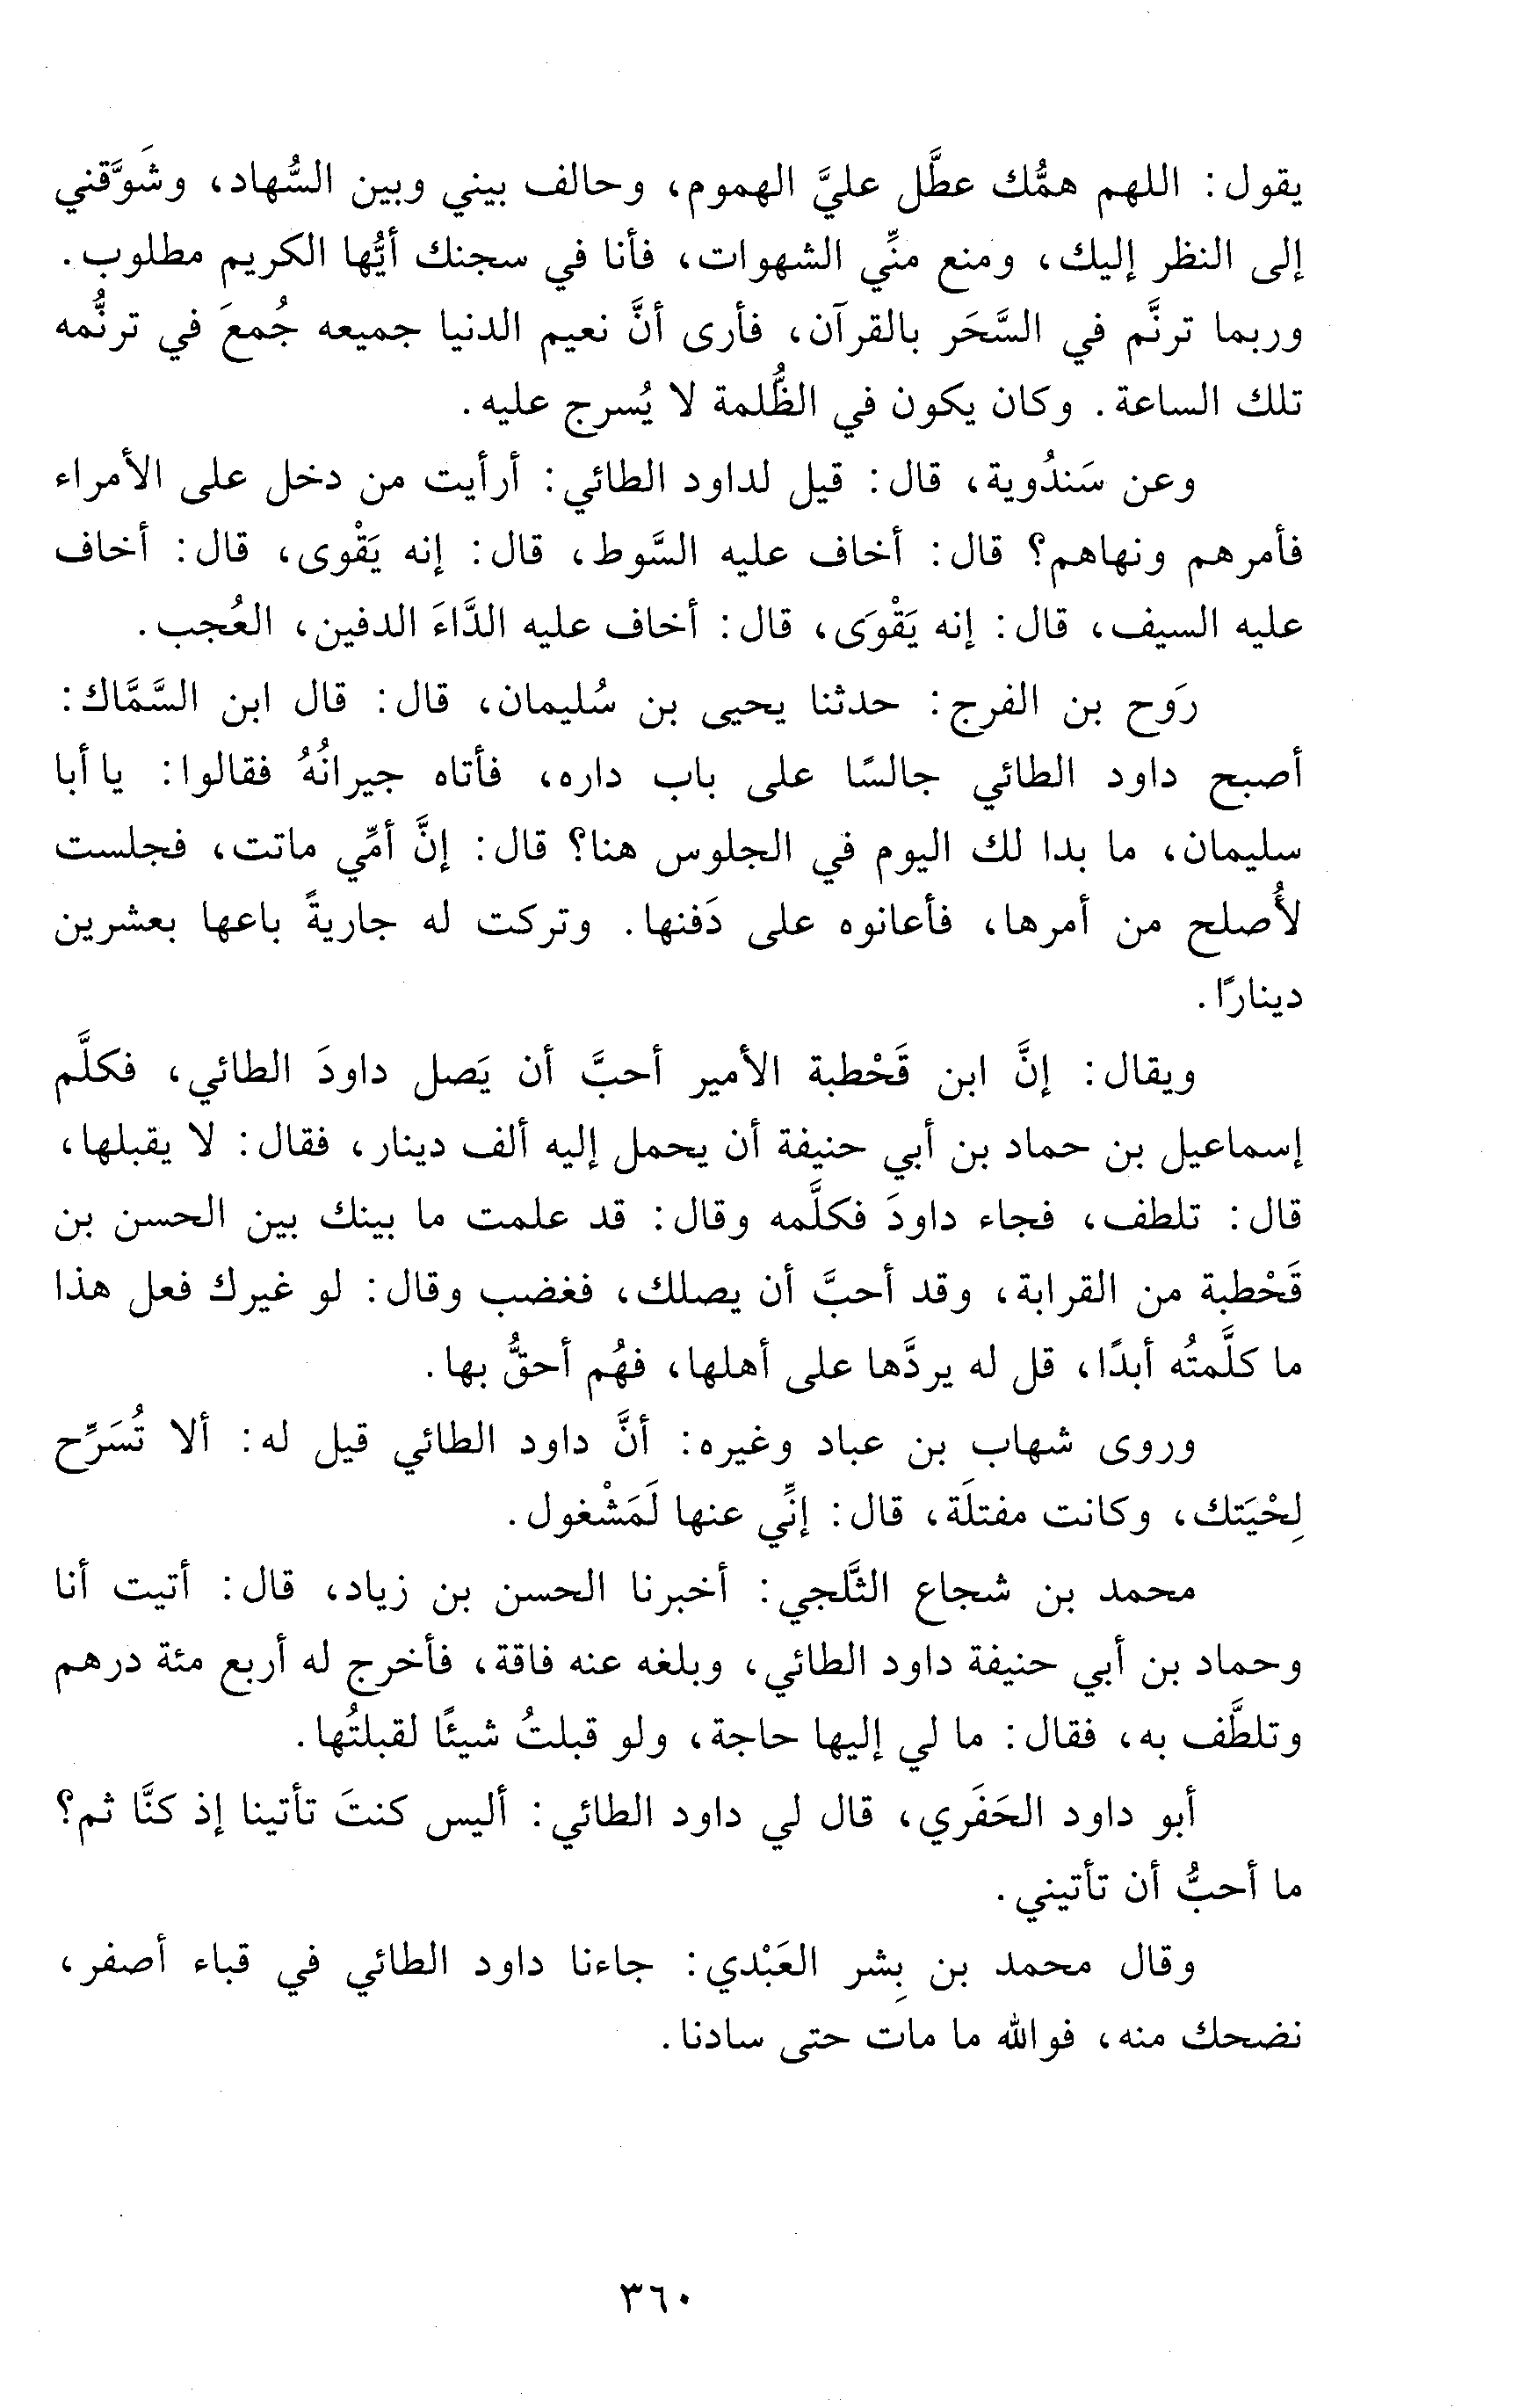 يقول: اللهم همُّك عطَّل عليَّ الهموم، وحالف بيني وبين السُّهاد، وشَوَّقني
إلى النظر إليك، ومنع منِّي الشهوات، فأنا في سجنك أيُّها الكريم مطلوب.
وربما ترنَّم في السَّحَر بالقرآن، فأرى أنَّ نعيم الدنيا جميعه جُمعَ في ترنُّمه
تلك الساعة. وكان يكون في الظُّلمة لا يُسرج عليه.
وعن سَندُوية، قال: قيل لداود الطائي: أرأيت من دخل على الأمراء
فأمرهم ونهاهم؟ قال: أخاف عليه السَّوط، قال: إنه يَقْوى، قال: أخاف
عليه السيف، قال: إنه يَقْوَى، قال: أخاف عليه الدَّاءَ الدفين، العُجب.
رَوح بن الفرج: حدثنا يحيى بن سُليمان، قال: قال ابن السَّمَّاك:
أصبح داود الطائي جالسًا على باب داره، فأتاه جيرانُهُ فقالوا: يا أبا
سليمان، ما بدا لك اليوم في الجلوس هنا؟ قال: إنَّ أمِّي ماتت، فجلست
لأُصلح من أمرها، فأعانوه على دَفنها. وتركت له جاريةً باعها بعشرين
دينارًا.
ويقال: إنَّ ابن قَحْطبة الأمير أحبَّ أن يَصل داودَ الطائي، فكلَّم
إسماعيل بن حماد بن أبي حنيفة أن يحمل إليه ألف دينار، فقال: لا يقبلها،
قال: تلطف، فجاء داودَ فكلَّمه وقال: قد علمت ما بينك بين الحسن بن
قَحْطبة من القرابة، وقد أحبَّ أن يصلك، فغضب وقال: لو غيرك فعل هذا
ما كلَّمتُه أبدًا، قل له يردَّها على أهلها، فهُم أحقُّ بها.
وروى شهاب بن عباد وغيره: أنَّ داود الطائي قيل له: ألا تُسَرِّح
لِحْيَتك، وكانت مفتلَة، قال: إنِّي عنها لَمَشْغول.
محمد بن شجاع الثَّلجي: أخبرنا الحسن بن زياد، قال: أتيت أنا
وحماد بن أبي حنيفة داود الطائي، وبلغه عنه فاقة، فأخرج له أربع مئة درهم
وتلطَّف به، فقال: ما لي إليها حاجة، ولو قبلتُ شيئًا لقبلتُها.
أبو داود الحَفَري، قال لي داود الطائي: أليس كنتَ تأتينا إذ كنَّا ثم؟
ما أحبُّ أن تأتيني.
وقال محمد بن بِشر العَبْدي: جاءنا داود الطائي في قباء أصفر،
نضحك منه، فوالله ما مات حتى سادنا.
٣٦٠